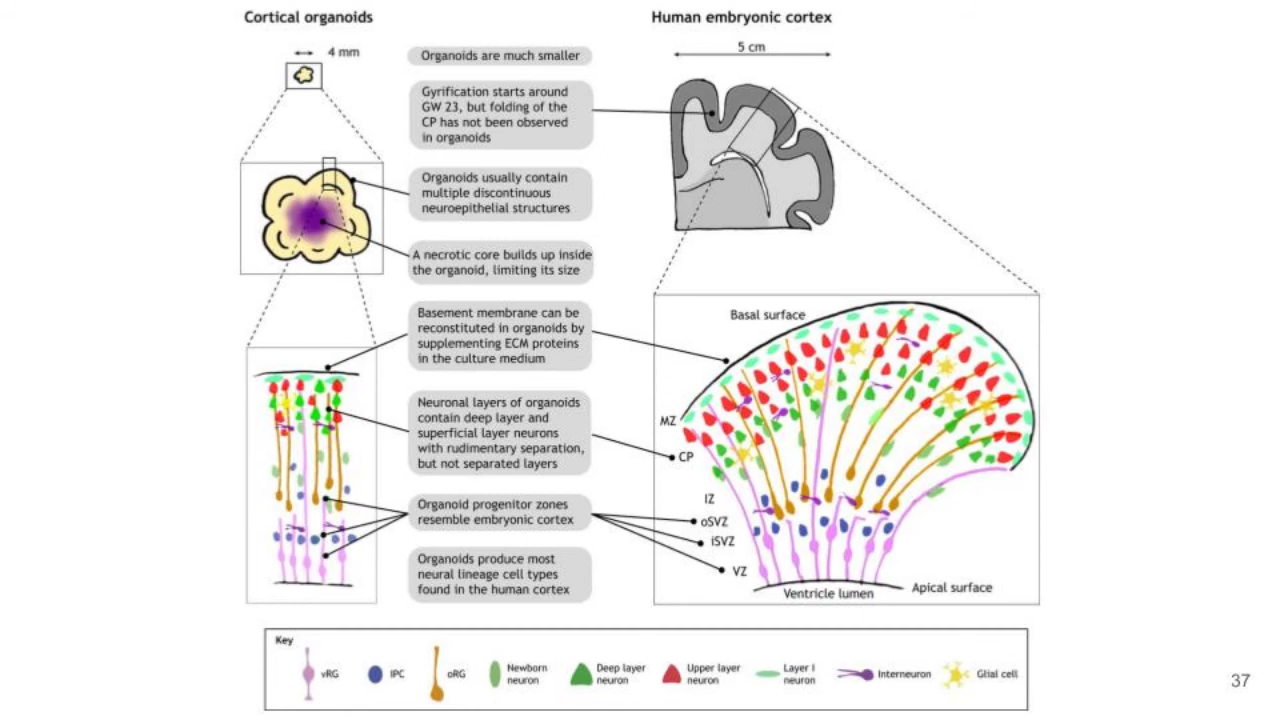 Cortical organoids
Human embryonic cortex
4 mm
5 cm
Organoids are much smaller
Gyrification starts around
GW 23, but folding of the
CP has not been observed
in organoids
Organoids usually contain
multiple discontinuous
neuroepithelial structures
A necrotic core builds up inside
the organoid, limiting its size
Basement membrane can be
reconstituted in organoids by
supplementing ECM proteins
in the culture medium
Neuronal layers of organoids
contain deep layer and
superficial layer neurons
with rudimentary separation,
but not separated layers
Organoid progenitor zones
resemble embryonic cortex
Organoids produce most
neural lineage cell types
found in the human cortex
Basal surface
MZ
CP
IZ
oSVZ
iSVZ
VZ
Ventricle lumen
Apical surface
Key
vRG
IPC
oRG
Newborn
neuron
Deep layer
neuron
Upper layer
neuron
Layer I
neuron
Interneuron
Glial cell
37